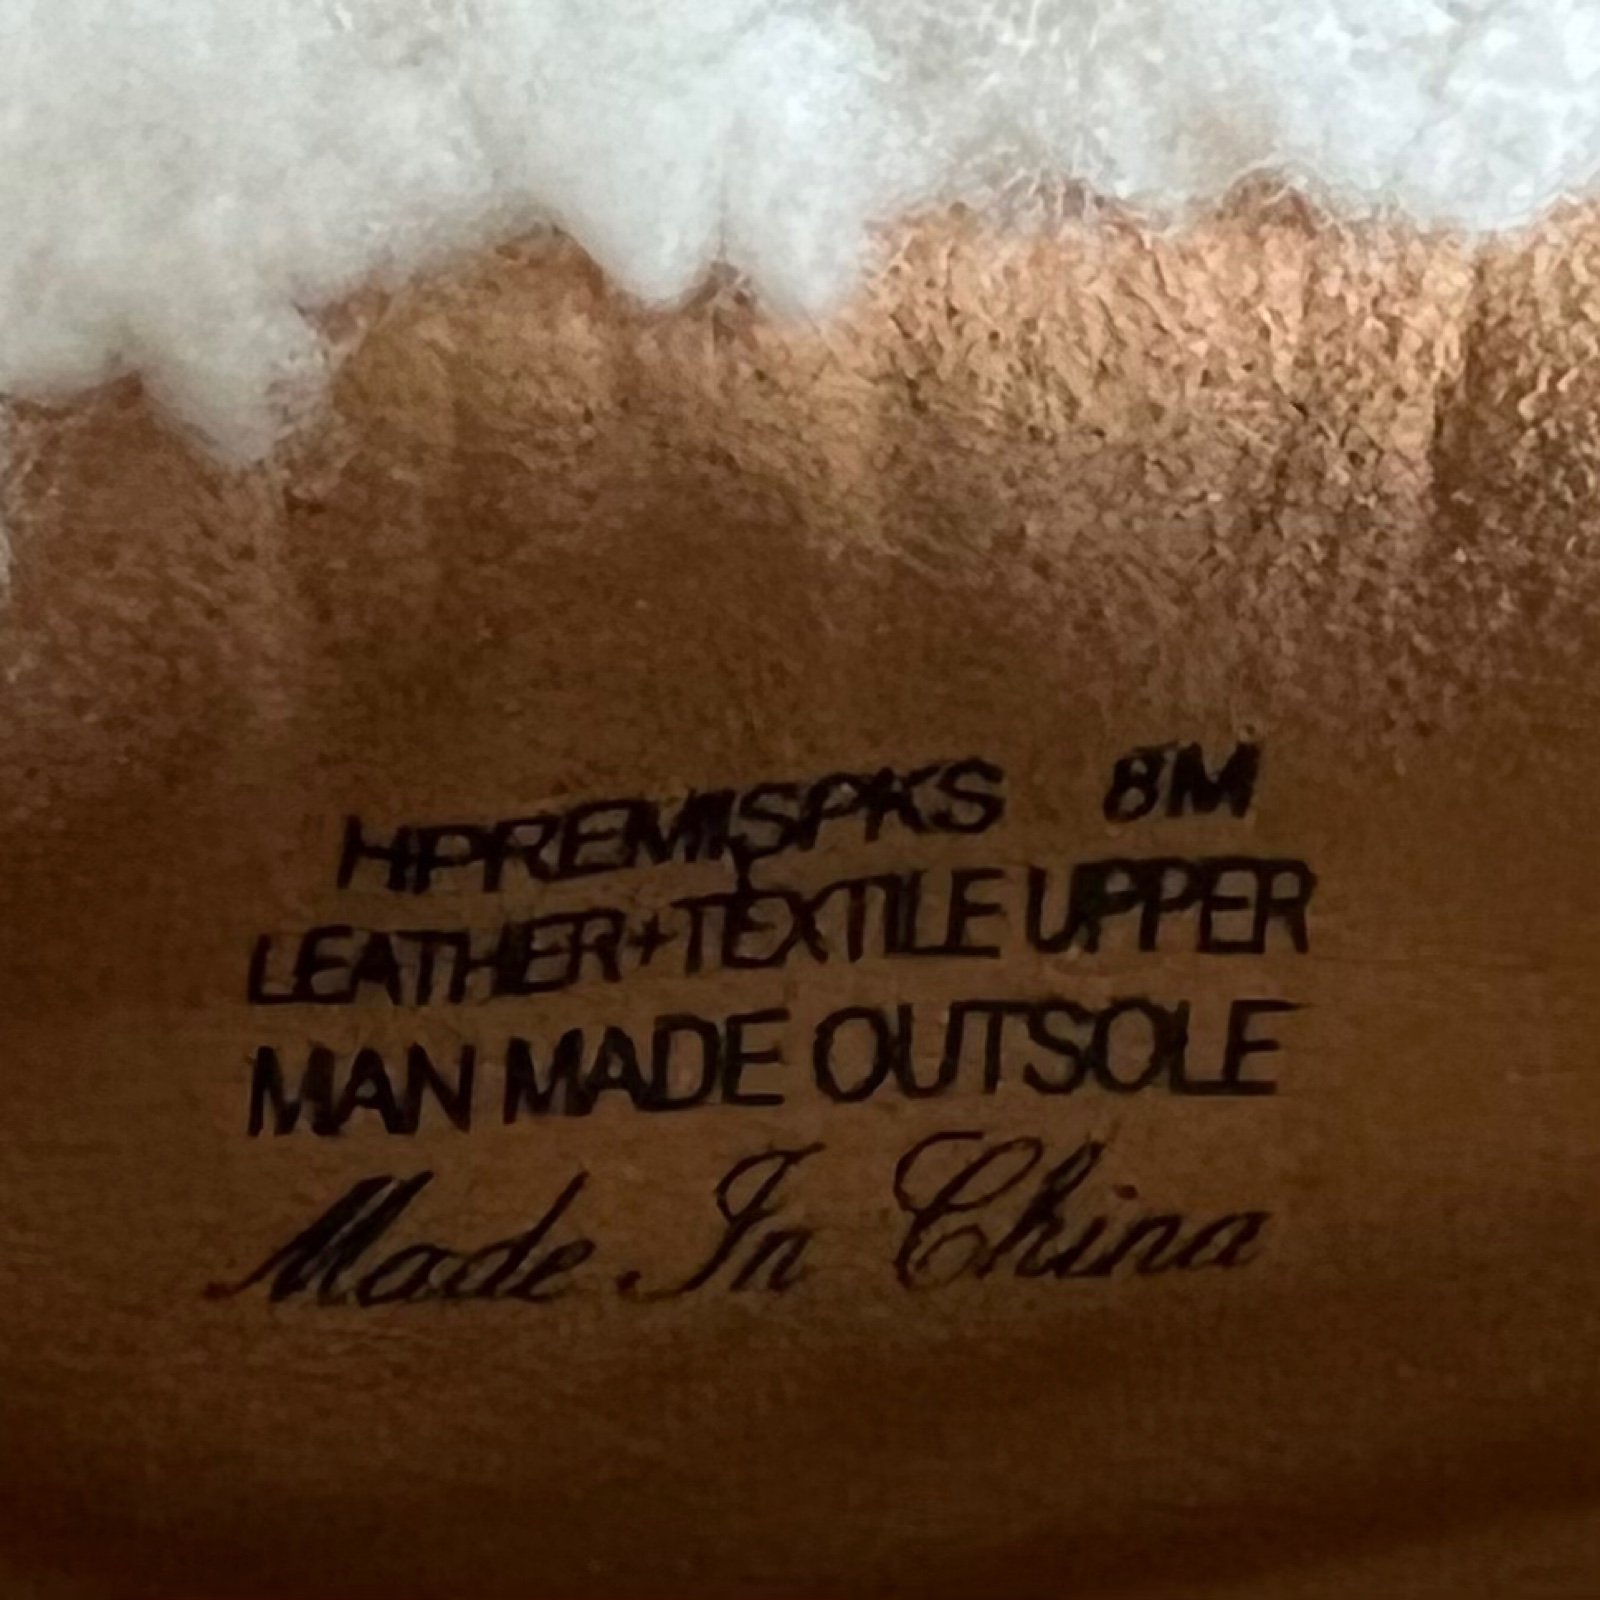 HPREMISPKS 8M
LEATHER+TEXTILE UPPER
MAN MADE OUTSOLE
Made In China